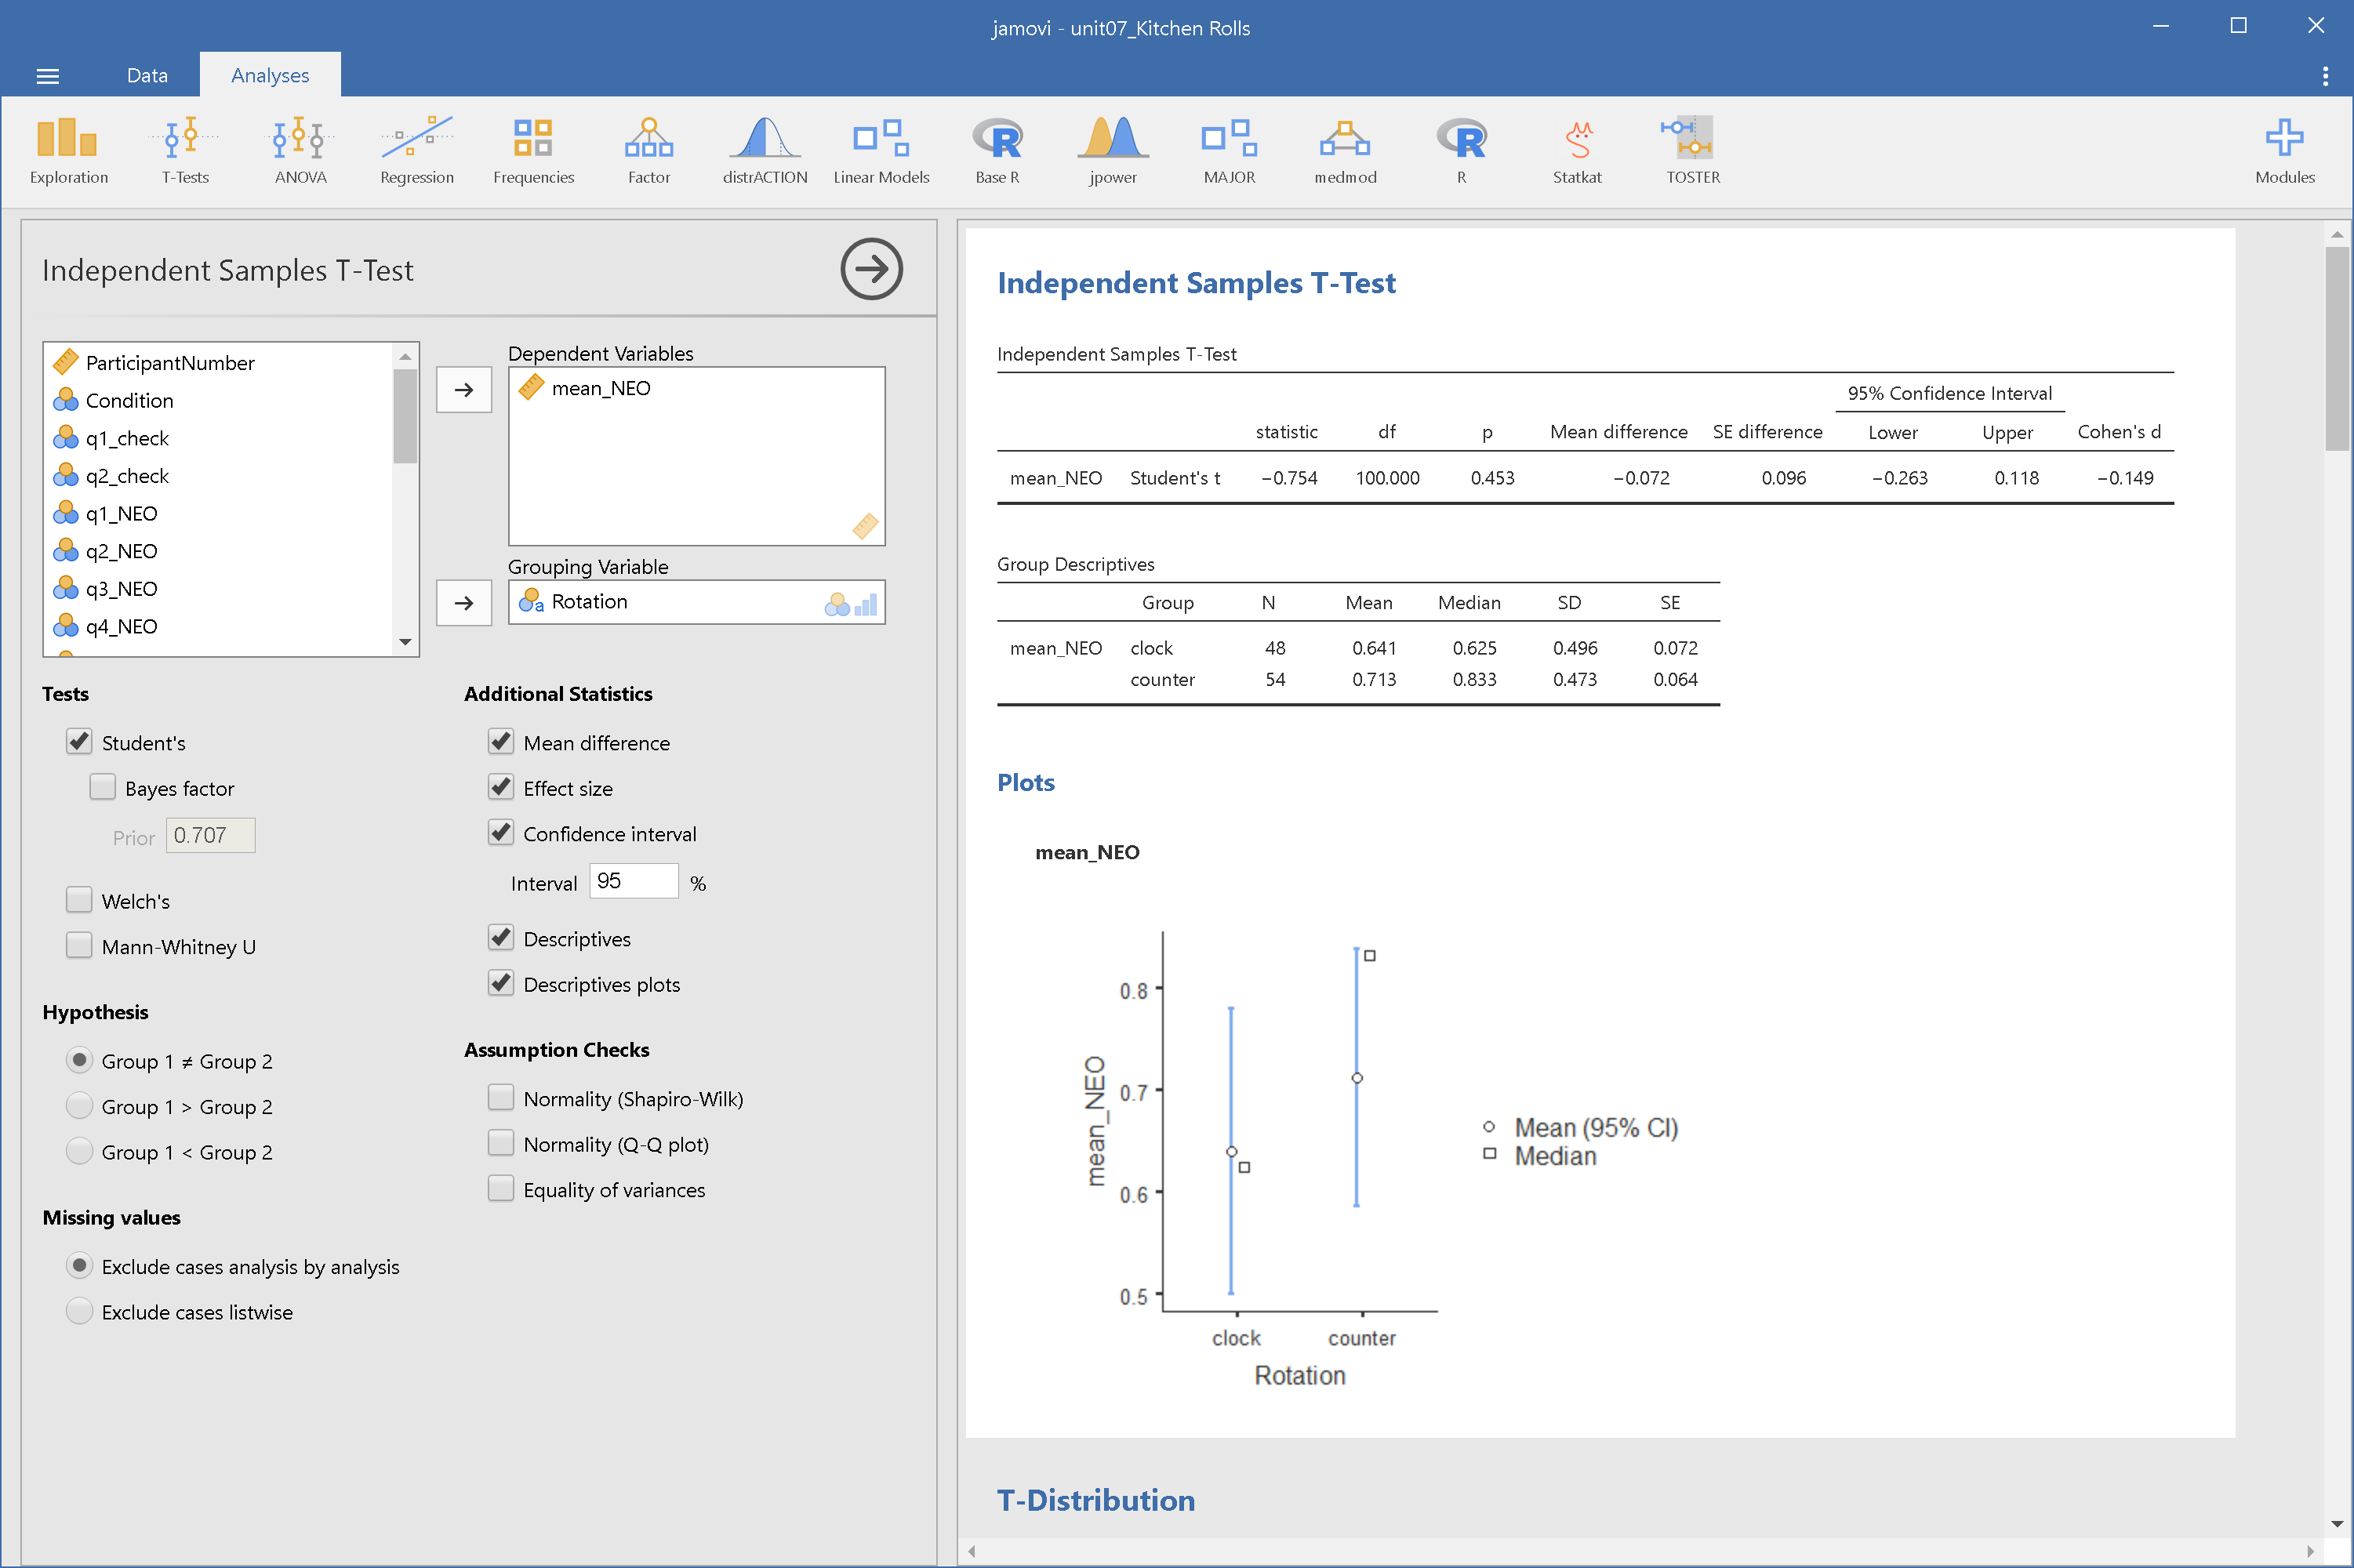 jamovi - unit07_Kitchen Rolls
Data
Analyses
Exploration
T-Tests
ANOVA
Regression
Frequencies
Factor
distrACTION
Linear Models
Base R
jpower
MAJOR
medmod
R
Statkat
TOSTER
Modules
Independent Samples T-Test
ParticipantNumber
Condition
q1_check
q2_check
q1_NEO
q2_NEO
q3_NEO
q4_NEO
Dependent Variables
mean_NEO
Grouping Variable
a Rotation
Tests
Student's
Bayes factor
Prior 0.707
Welch's
Mann-Whitney U
Hypothesis
Group 1 ≠ Group 2
Group 1 > Group 2
Group 1 < Group 2
Missing values
Exclude cases analysis by analysis
Exclude cases listwise
Additional Statistics
Mean difference
Effect size
Confidence interval
Interval 95 %
Descriptives
Descriptives plots
Assumption Checks
Normality (Shapiro-Wilk)
Normality (Q-Q plot)
Equality of variances
Independent Samples T-Test
Independent Samples T-Test
95% Confidence Interval
statistic df p Mean difference SE difference Lower Upper Cohen's d
mean_NEO Student's t −0.754 100.000 0.453 −0.072 0.096 −0.263 0.118 −0.149
Group Descriptives
Group N Mean Median SD SE
mean_NEO clock 48 0.641 0.625 0.496 0.072
counter 54 0.713 0.833 0.473 0.064
Plots
mean_NEO
0.8
0.7
0.6
0.5
mean_NEO
clock counter
Rotation
Mean (95% CI)
Median
T-Distribution